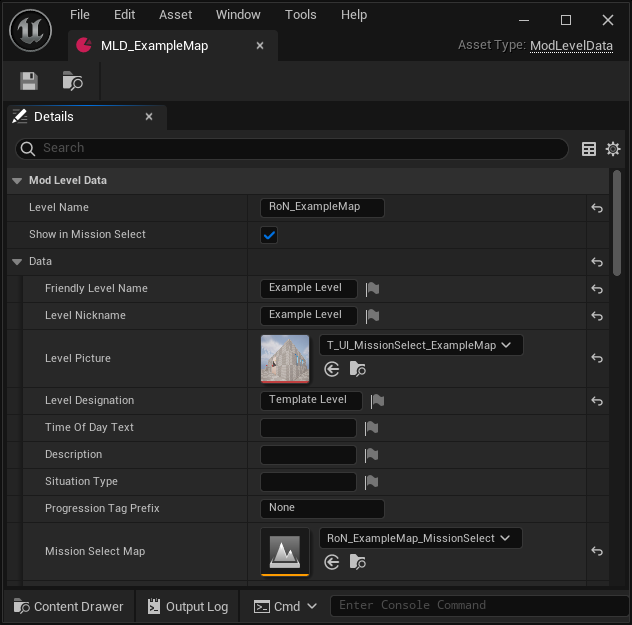 File Edit Asset Window Tools Help
MLD_ExampleMap
Asset Type: ModLevelData
Details
Search
Mod Level Data
Level Name RoN_ExampleMap
Show in Mission Select
Data
Friendly Level Name Example Level
Level Nickname Example Level
Level Picture T_UI_MissionSelect_ExampleMap
Level Designation Template Level
Time Of Day Text
Description
Situation Type
Progression Tag Prefix None
Mission Select Map RoN_ExampleMap_MissionSelect
Content Drawer Output Log Cmd Enter Console Command